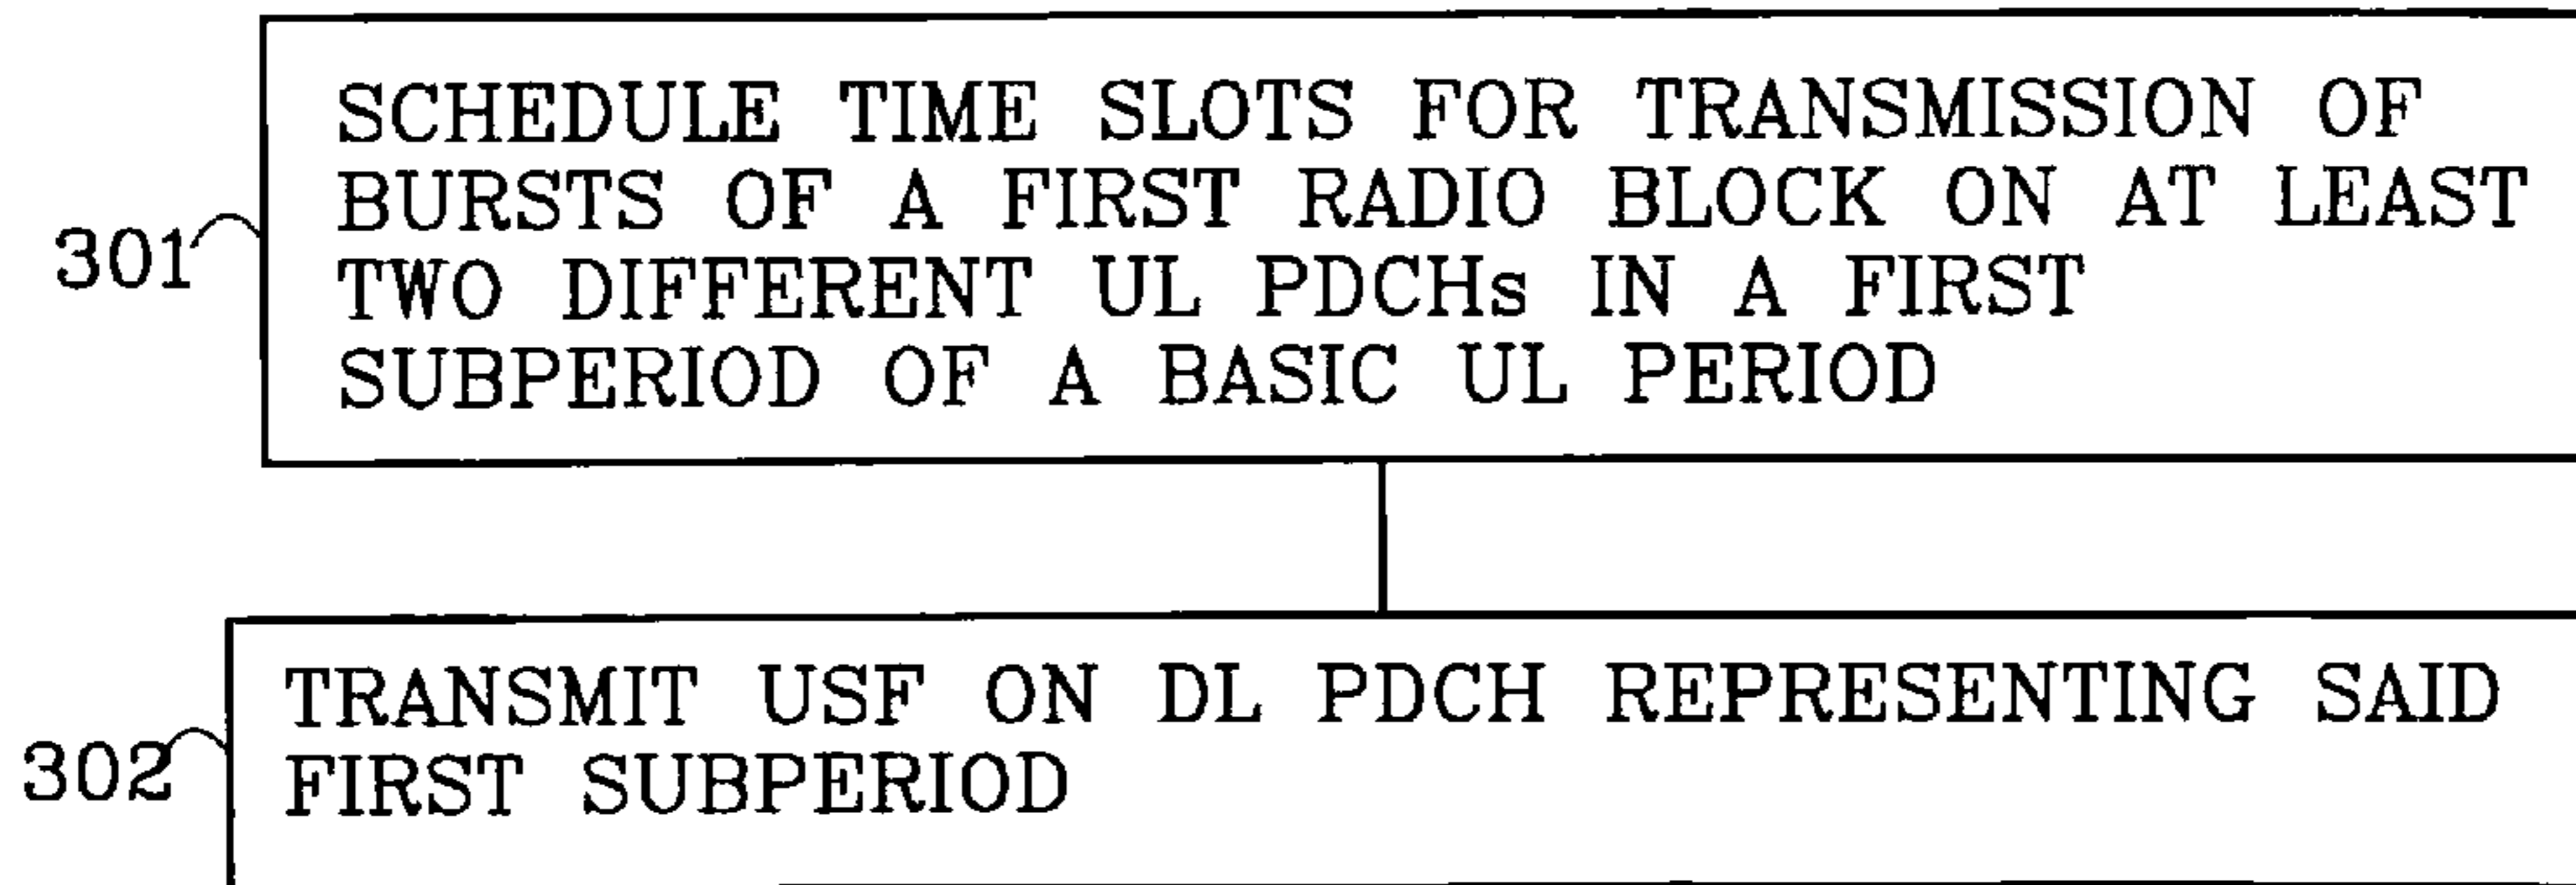 SCHEDULE TIME SLOTS FOR TRANSMISSION OF
BURSTS OF A FIRST RADIO BLOCK ON AT LEAST
301 TWO DIFFERENT UL PDCHs IN A FIRST
SUBPERIOD OF A BASIC UL PERIOD
TRANSMIT USF ON DL PDCH REPRESENTING SAID
302 FIRST SUBPERIOD